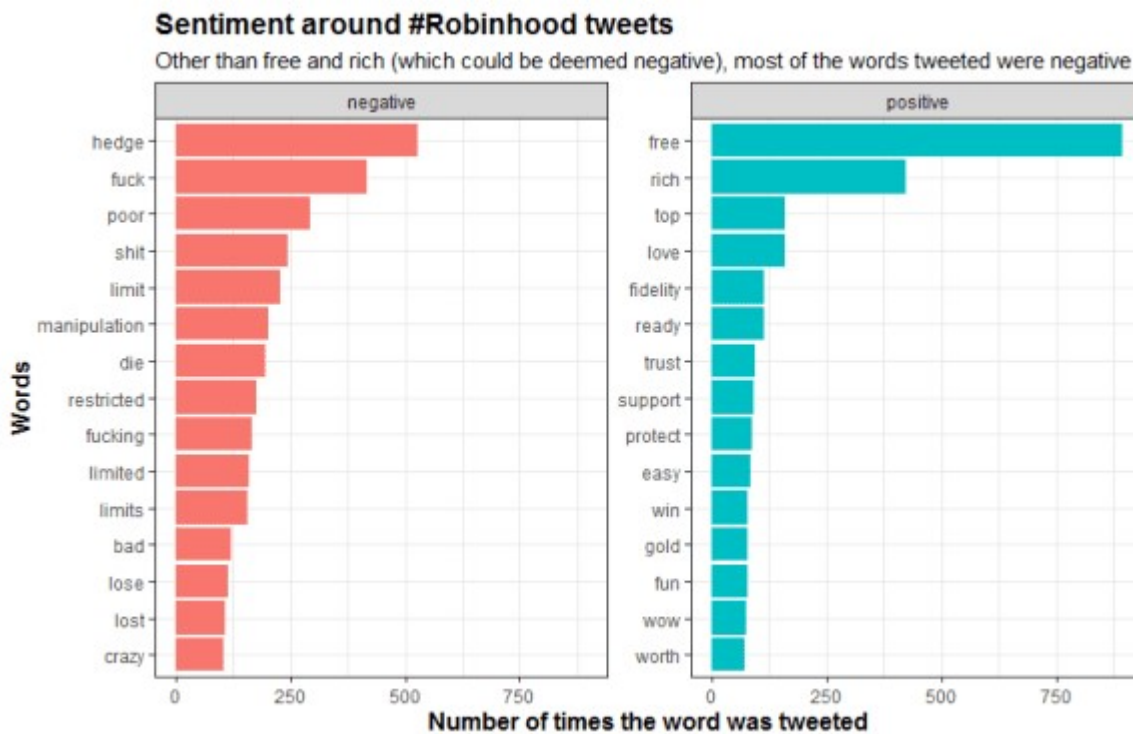 Sentiment around #Robinhood tweets
Other than free and rich (which could be deemed negative), most of the words tweeted were negative
negative
positive
Words
hedge
fuck
poor
shit
limit
manipulation
die
restricted
fucking
limited
limits
bad
lose
lost
crazy
0 250 500 750
free
rich
top
love
fidelity
ready
trust
support
protect
easy
win
gold
fun
wow
worth
0 250 500 750
Number of times the word was tweeted